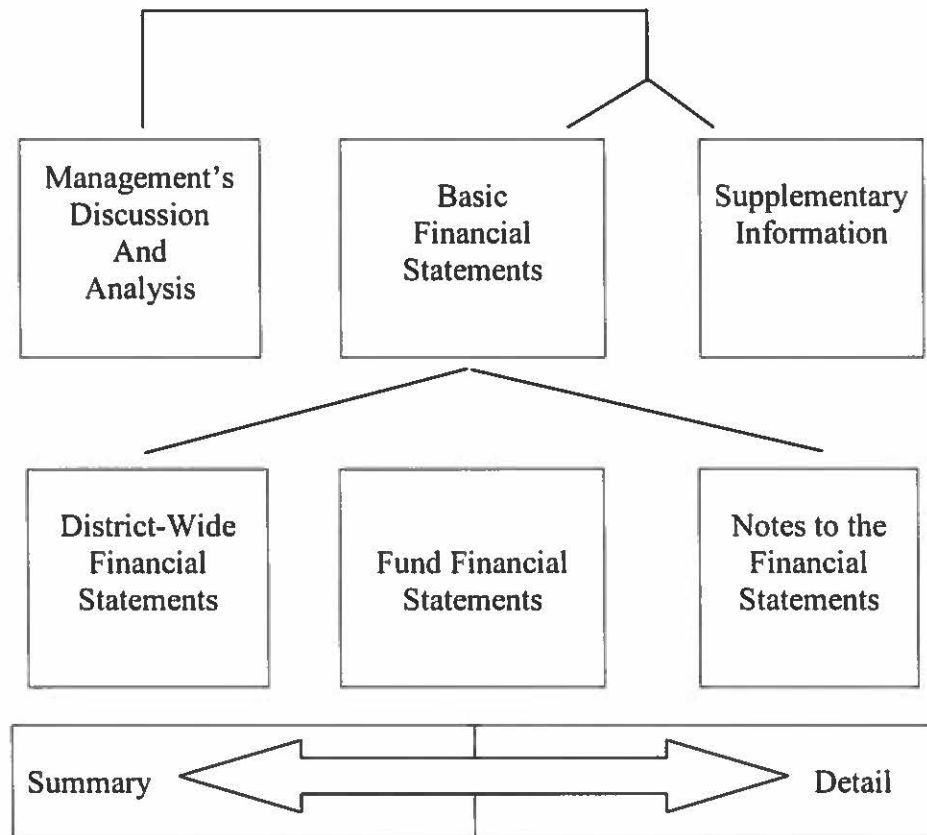 Management's
Discussion
And
Analysis
Basic
Financial
Statements
Supplementary
Information
District-Wide
Financial
Statements
Fund Financial
Statements
Notes to the
Financial
Statements
Summary
Detail